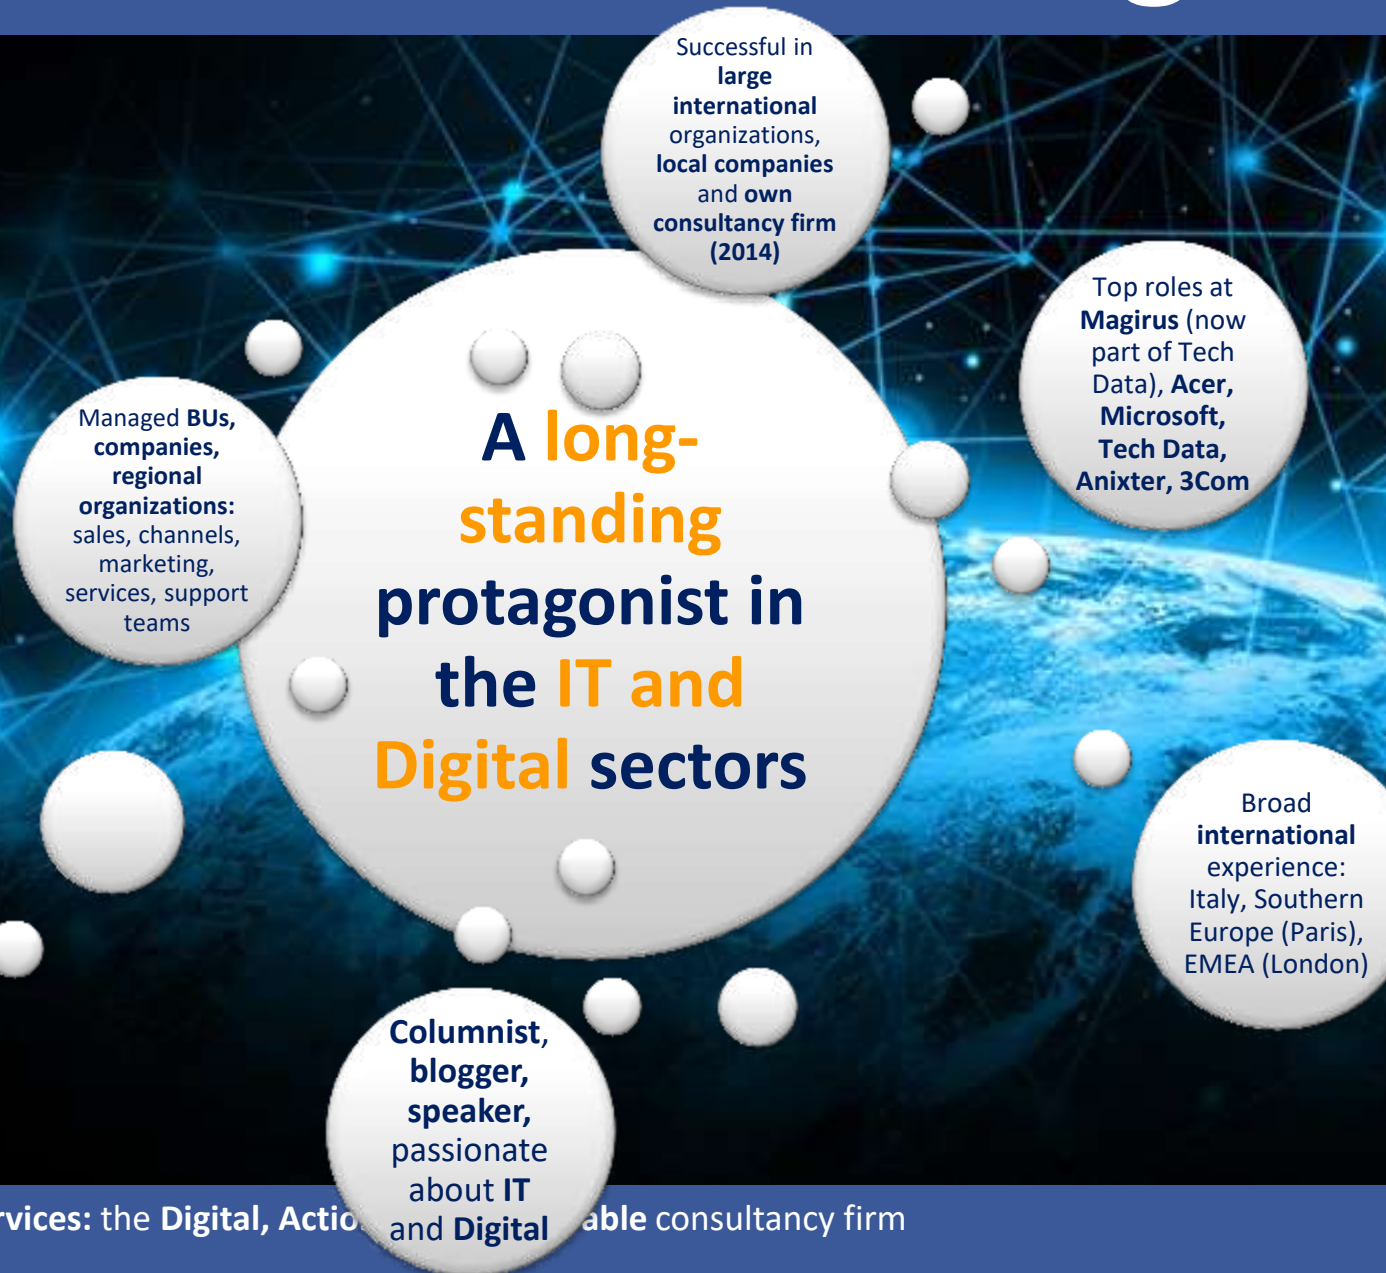 Successful in
large
international
organizations,
local companies
and own
consultancy firm
(2014)
Top roles at
Magirus (now
part of Tech
Data), Acer,
Microsoft,
Tech Data,
Anixter, 3Com
Managed BUs,
companies,
regional
organizations:
sales, channels,
marketing,
services, support
teams
A long-
standing
protagonist in
the IT and
Digital sectors
Broad
international
experience:
Italy, Southern
Europe (Paris),
EMEA (London)
Columnist,
blogger,
speaker,
passionate
about IT
and Digital
the Digital, consultancy firm